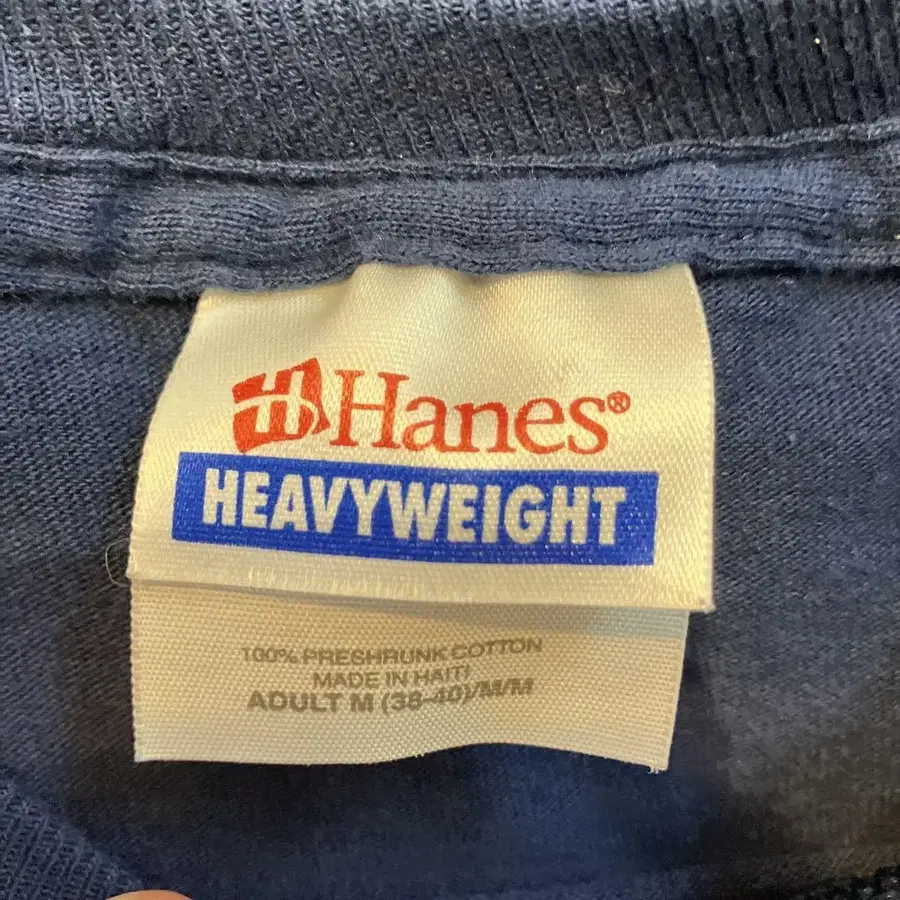 Hanes®
HEAVYWEIGHT
100% PRESHRUNK COTTON
MADE IN HAITI
ADULT M (38-40)/M/M